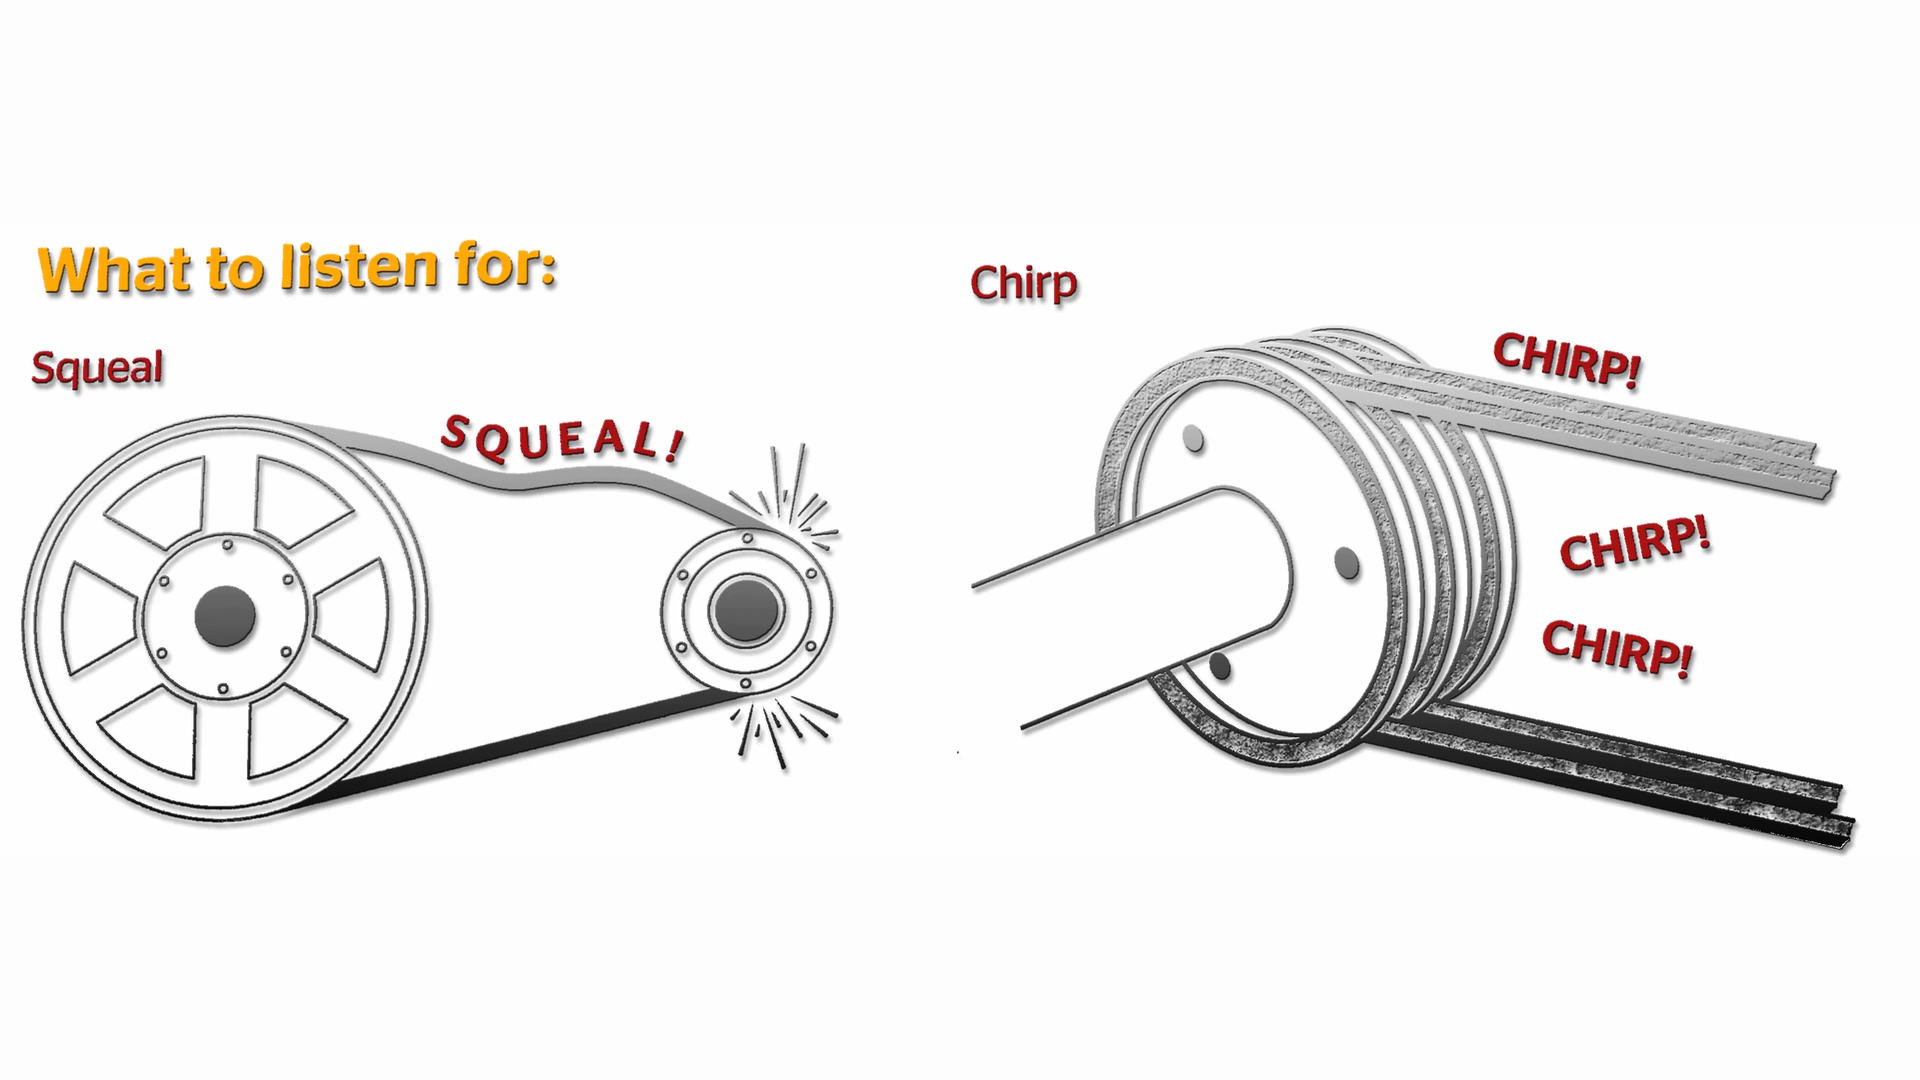 What to listen for:
Squeal
SQUEAL!
Chirp
CHIRP!
CHIRP!
CHIRP!